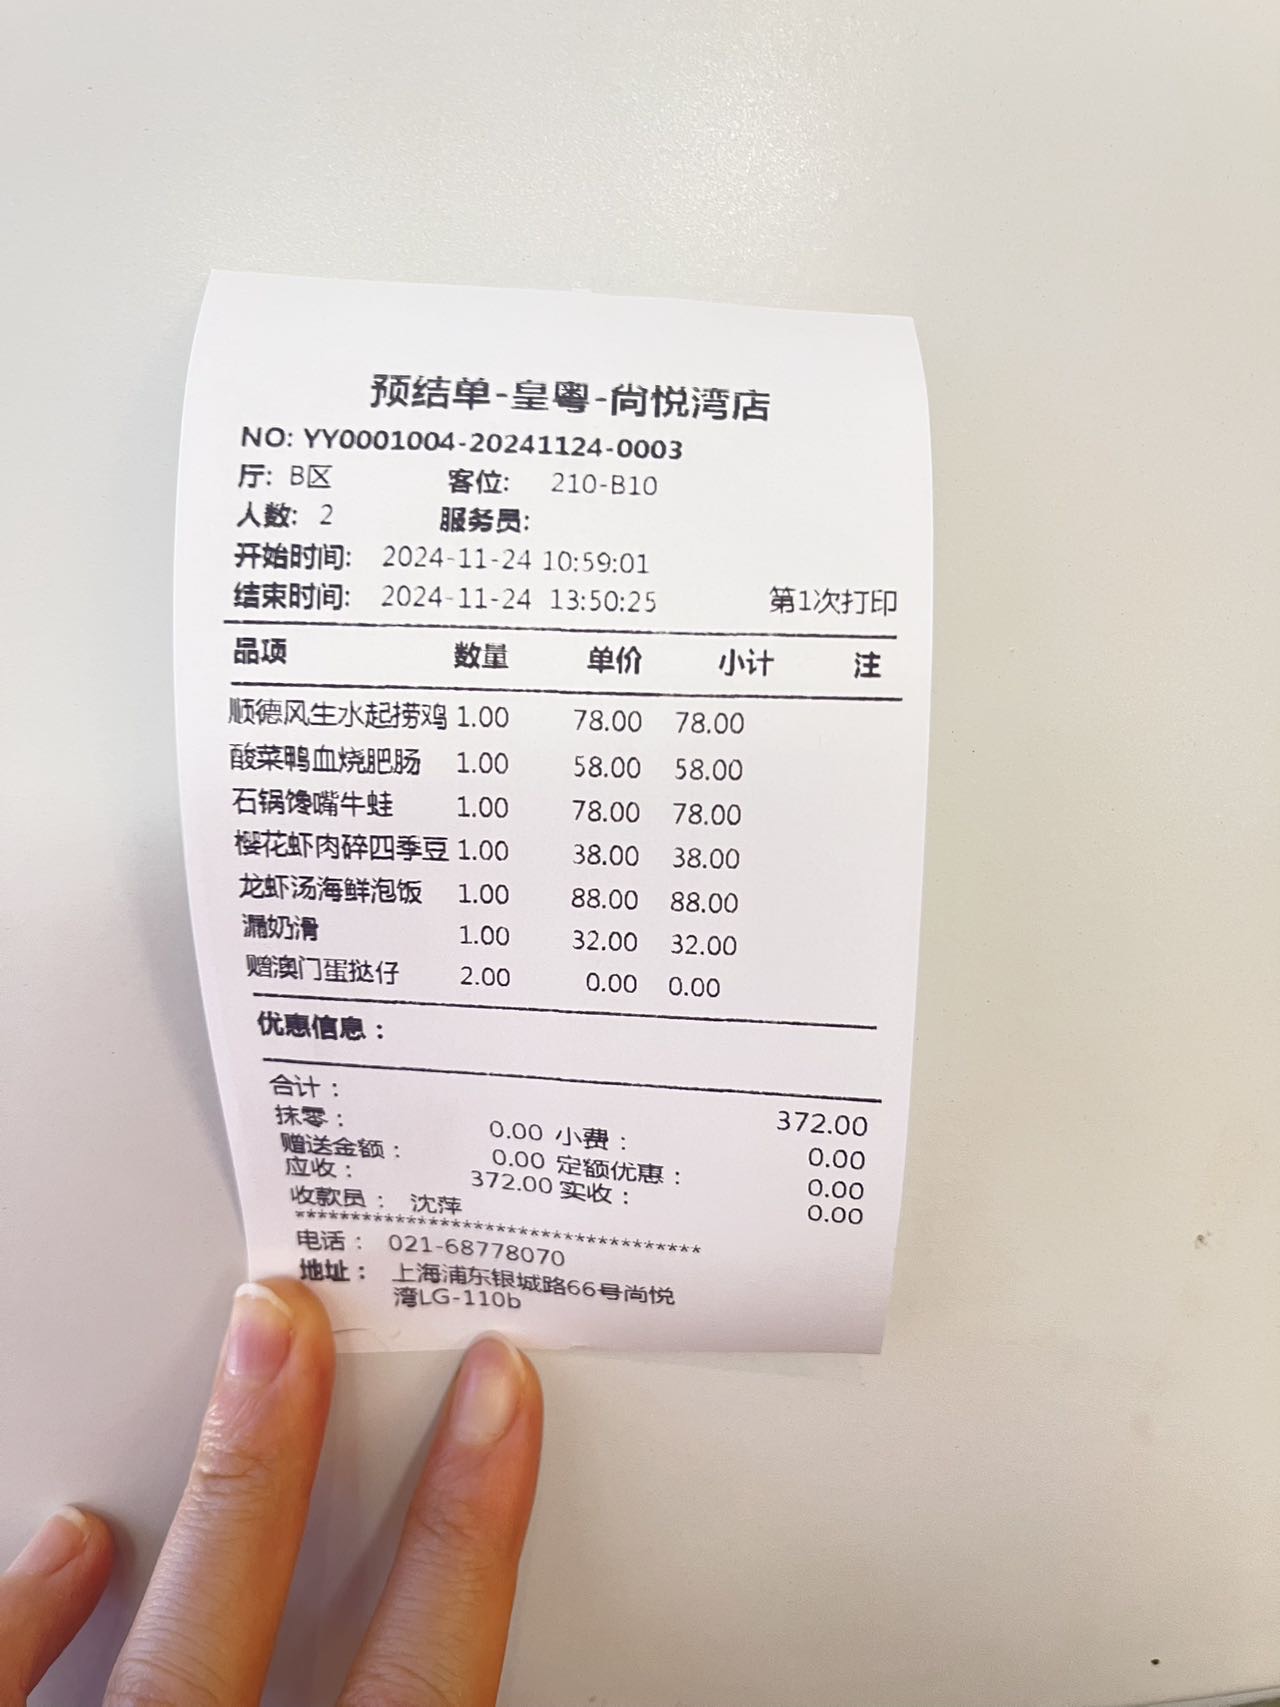 预结单-皇粤-尚悦湾店
NO: YY0001004-20241124-0003
厅: B区 客位: 210-B10
人数: 2 服务员:
开始时间: 2024-11-24 10:59:01
结束时间: 2024-11-24 13:50:25 第1次打印
品项 数量 单价 小计 注
顺德风生水起捞鸡 1.00 78.00 78.00
酸菜鸭血烧肥肠 1.00 58.00 58.00
石锅馋嘴牛蛙 1.00 78.00 78.00
樱花虾肉碎四季豆 1.00 38.00 38.00
龙虾汤海鲜泡饭 1.00 88.00 88.00
漏奶滑 1.00 32.00 32.00
赠澳门蛋挞仔 2.00 0.00 0.00
优惠信息：
合计： 372.00
抹零： 0.00 小费： 0.00
赠送金额： 0.00 定额优惠： 0.00
应收： 372.00 实收： 0.00
收款员： 沈萍
*************************************
电话： 021-68778070
地址： 上海浦东银城路66号尚悦
湾LG-110b